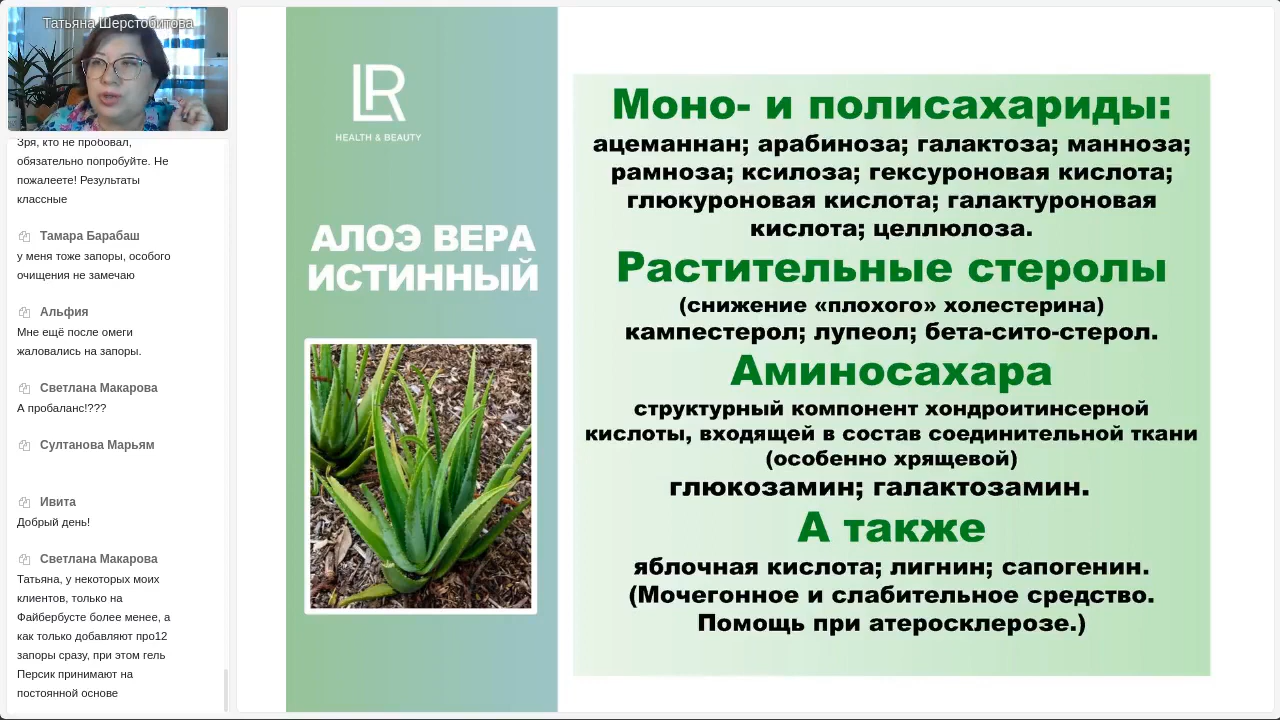 Татьяна Шерстобитова
Зря, кто не пробовал,
обязательно попробуйте. Не
пожалеете! Результаты
классные
Тамара Барабаш
у меня тоже запоры, особого
очищения не замечаю
Альфия
Мне ещё после омеги
жаловались на запоры.
Светлана Макарова
А пробаланс!???
Султанова Марьям
Ивита
Добрый день!
Светлана Макарова
Татьяна, у некоторых моих
клиентов, только на
Файбербусте более менее, а
как только добавляют про12
запоры сразу, при этом гель
Персик принимают на
постоянной основе
LR
HEALTH & BEAUTY
АЛОЭ ВЕРА
ИСТИННЫЙ
Моно- и полисахариды:
ацеманнан; арабиноза; галактоза; манноза;
рамноза; ксилоза; гексуроновая кислота;
глюкуроновая кислота; галактуроновая
кислота; целлюлоза.
Растительные стеролы
(снижение «плохого» холестерина)
кампестерол; лупеол; бета-сито-стерол.
Аминосахара
структурный компонент хондроитинсерной
кислоты, входящей в состав соединительной ткани
(особенно хрящевой)
глюкозамин; галактозамин.
А также
яблочная кислота; лигнин; сапогенин.
(Мочегонное и слабительное средство.
Помощь при атеросклерозе.)